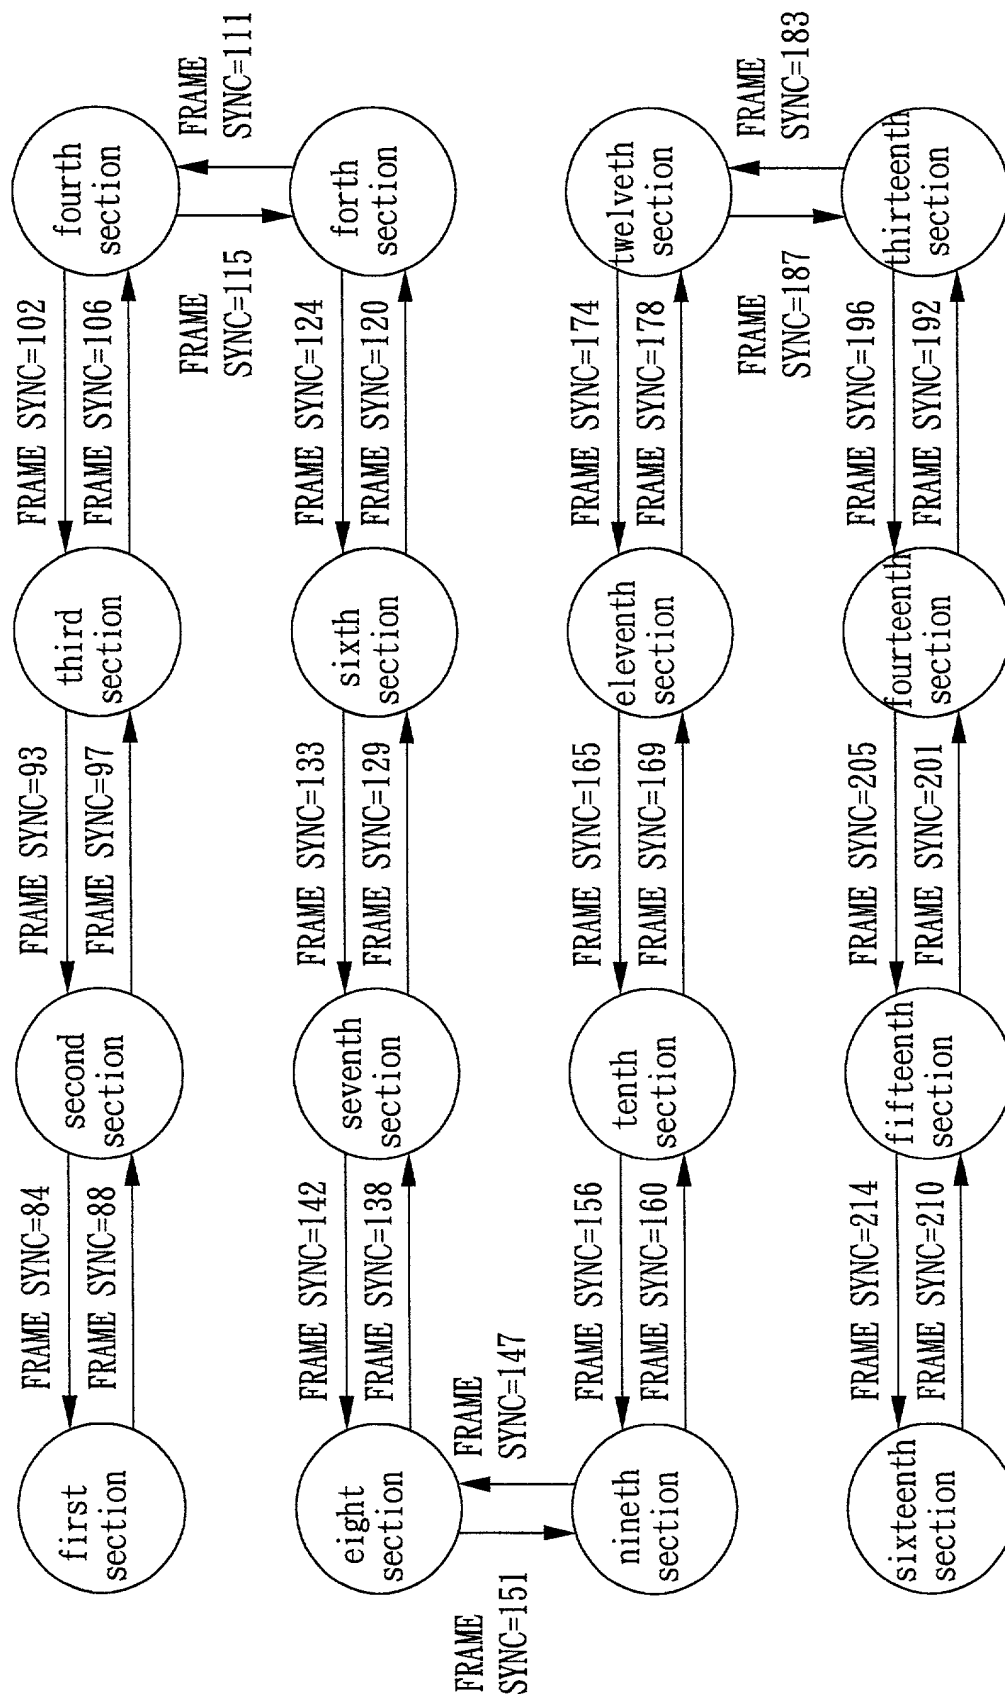 first
section
FRAME SYNC=84
FRAME SYNC=88
second
section
FRAME SYNC=93
FRAME SYNC=97
third
section
FRAME SYNC=102
FRAME SYNC=106
fourth
section
FRAME
SYNC=115
FRAME
SYNC=111
eight
section
FRAME SYNC=142
FRAME SYNC=138
seventh
section
FRAME SYNC=133
FRAME SYNC=129
sixth
section
FRAME SYNC=124
FRAME SYNC=120
forth
section
FRAME
SYNC=151
FRAME
SYNC=147
nineth
section
FRAME SYNC=156
FRAME SYNC=160
tenth
section
FRAME SYNC=165
FRAME SYNC=169
eleventh
section
FRAME SYNC=174
FRAME SYNC=178
twelveth
section
FRAME
SYNC=187
FRAME
SYNC=183
sixteenth
section
FRAME SYNC=214
FRAME SYNC=210
fifteenth
section
FRAME SYNC=205
FRAME SYNC=201
fourteenth
section
FRAME SYNC=196
FRAME SYNC=192
thirteenth
section